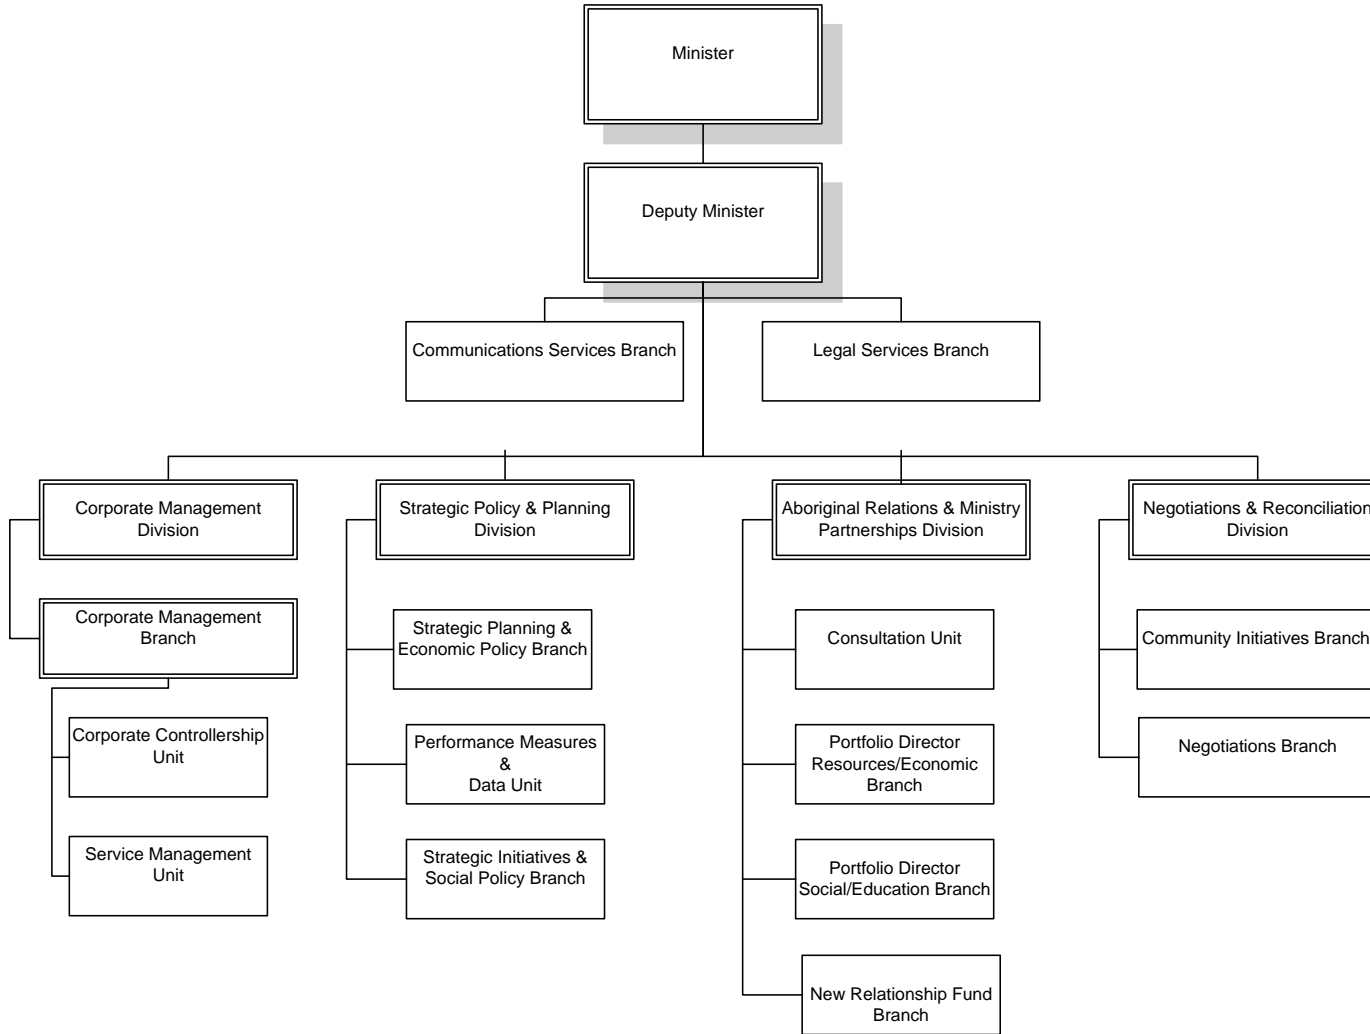 Minister
Deputy Minister
Communications Services Branch
Legal Services Branch
Corporate Management
Division
Strategic Policy & Planning
Division
Aboriginal Relations & Ministry
Partnerships Division
Negotiations & Reconciliation
Division
Corporate Management
Branch
Corporate Controllership
Unit
Service Management
Unit
Strategic Planning &
Economic Policy Branch
Performance Measures
&
Data Unit
Strategic Initiatives &
Social Policy Branch
Consultation Unit
Portfolio Director
Resources/Economic
Branch
Portfolio Director
Social/Education Branch
New Relationship Fund
Branch
Community Initiatives Branch
Negotiations Branch